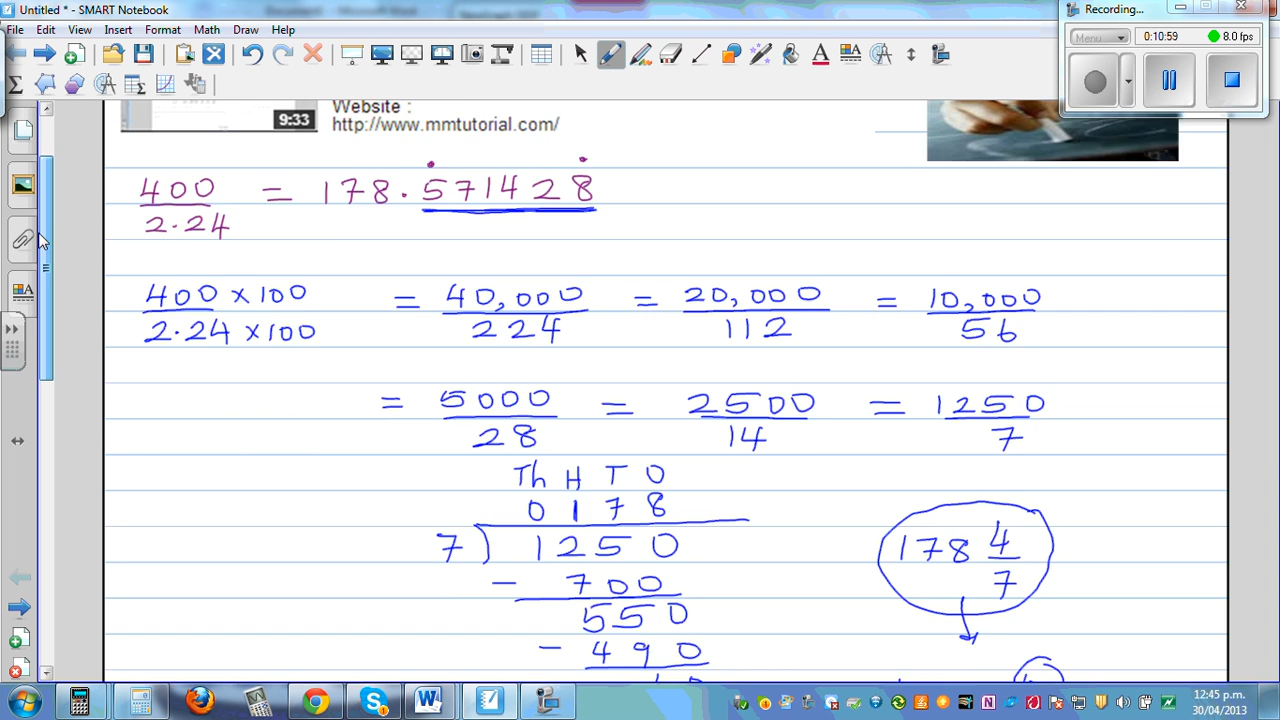 Untitled * - SMART Notebook
Recording...
File Edit View Insert Format Math Draw Help
Menu 0:10:59 8.0 fps
9:33
Website :
http://www.mmtutorial.com/
400 / 2.24 = 178.571428
400 × 100 / 2.24 × 100 = 40,000 / 224 = 20,000 / 112 = 10,000 / 56
= 5000 / 28 = 2500 / 14 = 1250 / 7
Th H T O
0 1 7 8
7 ) 1 2 5 0
178 4/7
- 7 0 0
5 5 0
- 4 9 0
12:45 p.m.
30/04/2013